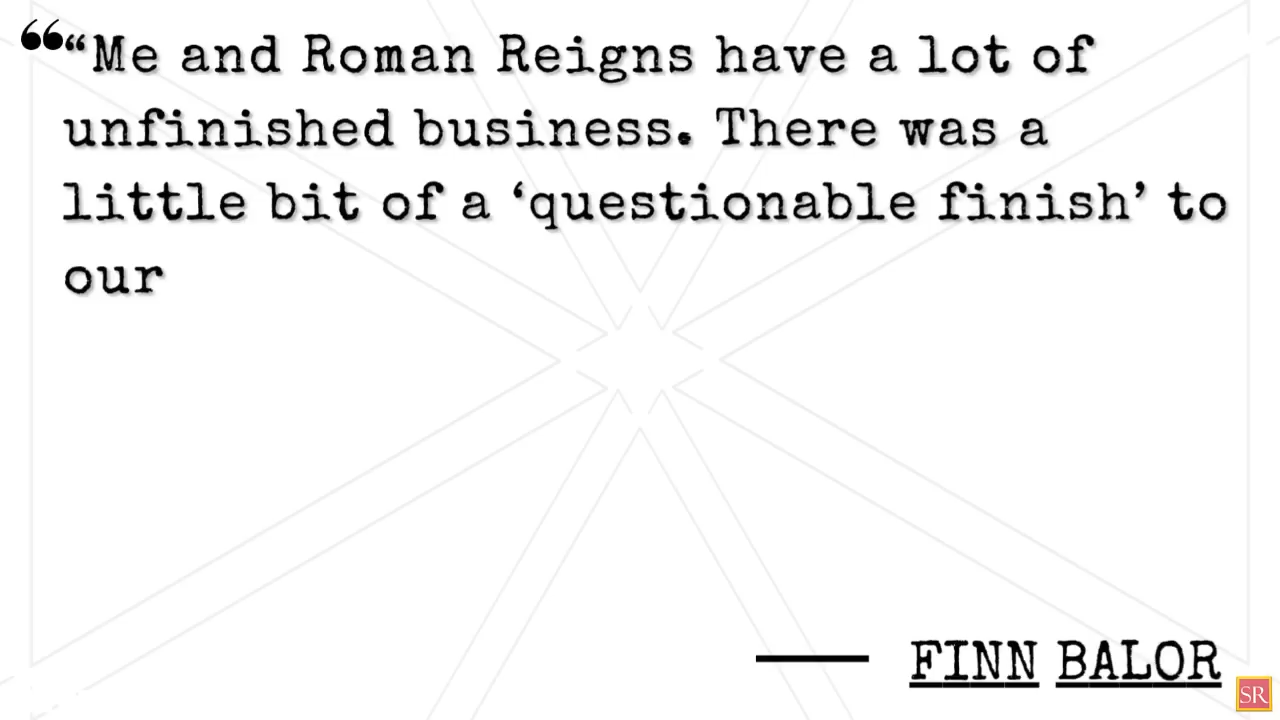 ❝“Me and Roman Reigns have a lot of
unfinished business. There was a
little bit of a ‘questionable finish’ to
our
FINN BALOR
SR